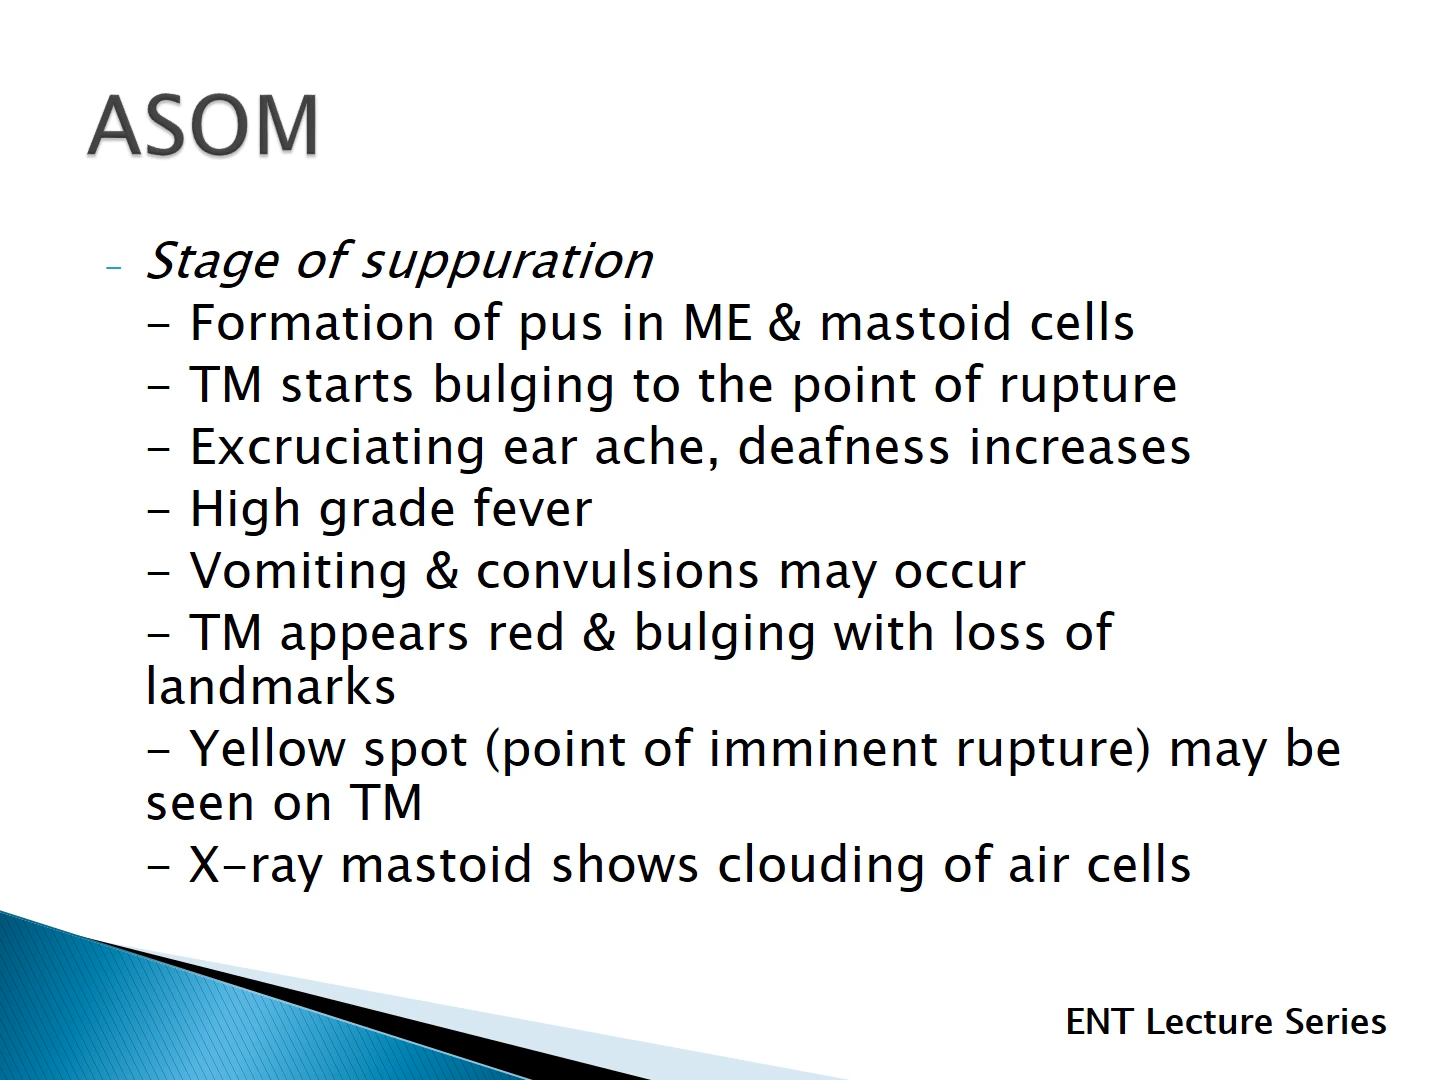 ASOM
- Stage of suppuration
- Formation of pus in ME & mastoid cells
- TM starts bulging to the point of rupture
- Excruciating ear ache, deafness increases
- High grade fever
- Vomiting & convulsions may occur
- TM appears red & bulging with loss of
landmarks
- Yellow spot (point of imminent rupture) may be
seen on TM
- X-ray mastoid shows clouding of air cells
ENT Lecture Series